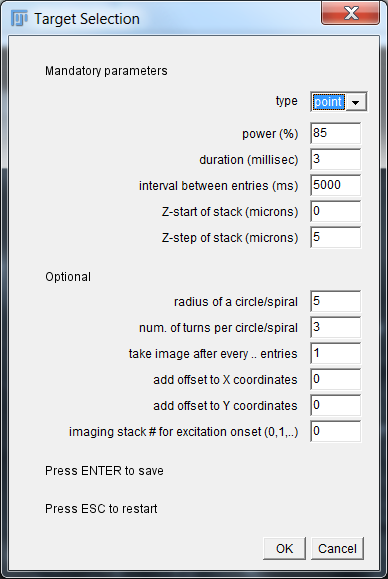 Target Selection
Mandatory parameters
type point
power (%) 85
duration (millisec) 3
interval between entries (ms) 5000
Z-start of stack (microns) 0
Z-step of stack (microns) 5
Optional
radius of a circle/spiral 5
num. of turns per circle/spiral 3
take image after every .. entries 1
add offset to X coordinates 0
add offset to Y coordinates 0
imaging stack # for excitation onset (0,1,..) 0
Press ENTER to save
Press ESC to restart
OK Cancel